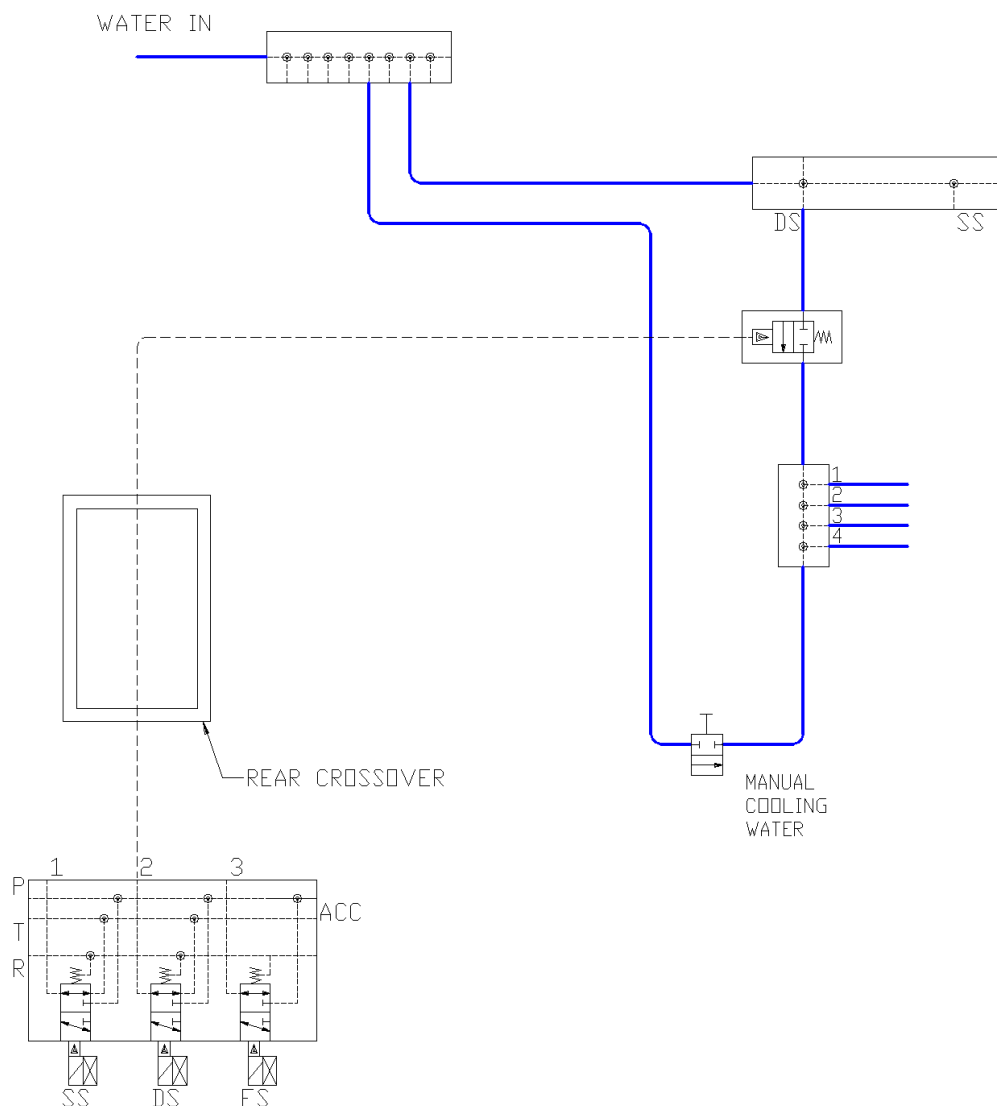 WATER IN
DS
SS
1
2
3
4
REAR CROSSOVER
MANUAL
COOLING
WATER
1 2 3
P
ACC
T
R
SS DS ES